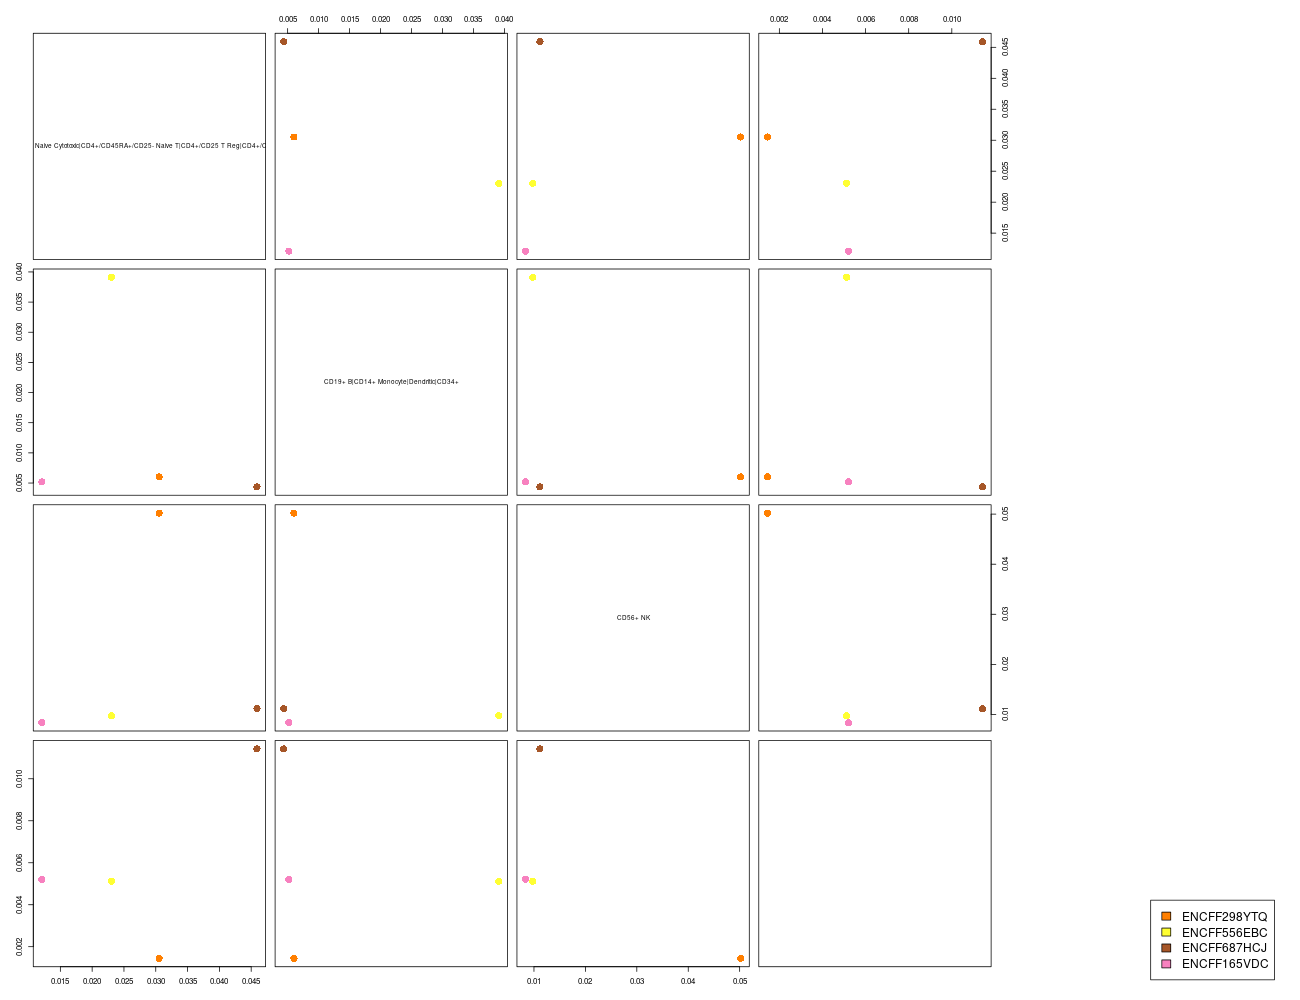 0.005 0.010 0.015 0.020 0.025 0.030 0.035 0.040
0.002 0.004 0.006 0.008 0.010
0.045
0.040
0.035
0.030
0.025
0.020
0.015
Naive Cytotoxic|CD4+/CD45RA+/CD25- Naive T|CD4+/CD25 T Reg|CD4+/C
0.040
0.035
0.030
0.025
0.020
0.015
0.010
0.005
CD19+ B|CD14+ Monocyte|Dendritic|CD34+
CD56+ NK
0.05
0.04
0.03
0.02
0.01
0.010
0.008
0.006
0.004
0.002
0.015 0.020 0.025 0.030 0.035 0.040 0.045
0.01 0.02 0.03 0.04 0.05
ENCFF298YTQ
ENCFF556EBC
ENCFF687HCJ
ENCFF165VDC